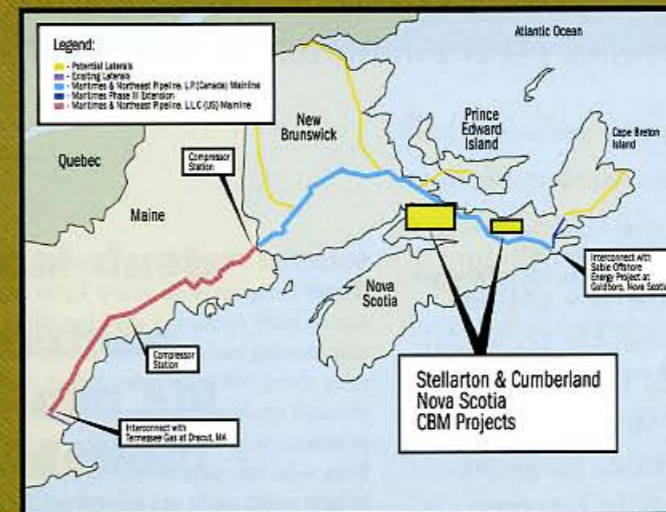 Legend:
- Potential Laterals
- Existing Laterals
- Maritimes & Northeast Pipeline, L.P.(Canada) Mainline
- Maritimes Phase III Extension
- Maritimes & Northeast Pipeline, L.L.C (US) Mainline
Atlantic Ocean
New
Brunswick
Prince
Edward
Island
Cape Breton
Island
Quebec
Compressor
Station
Maine
Nova
Scotia
Interconnect with
Sable Offshore
Energy Project at
Goldboro, Nova Scotia
Compressor
Station
Stellarton & Cumberland
Nova Scotia
CBM Projects
Interconnect with
Tennessee Gas at Dracut, MA